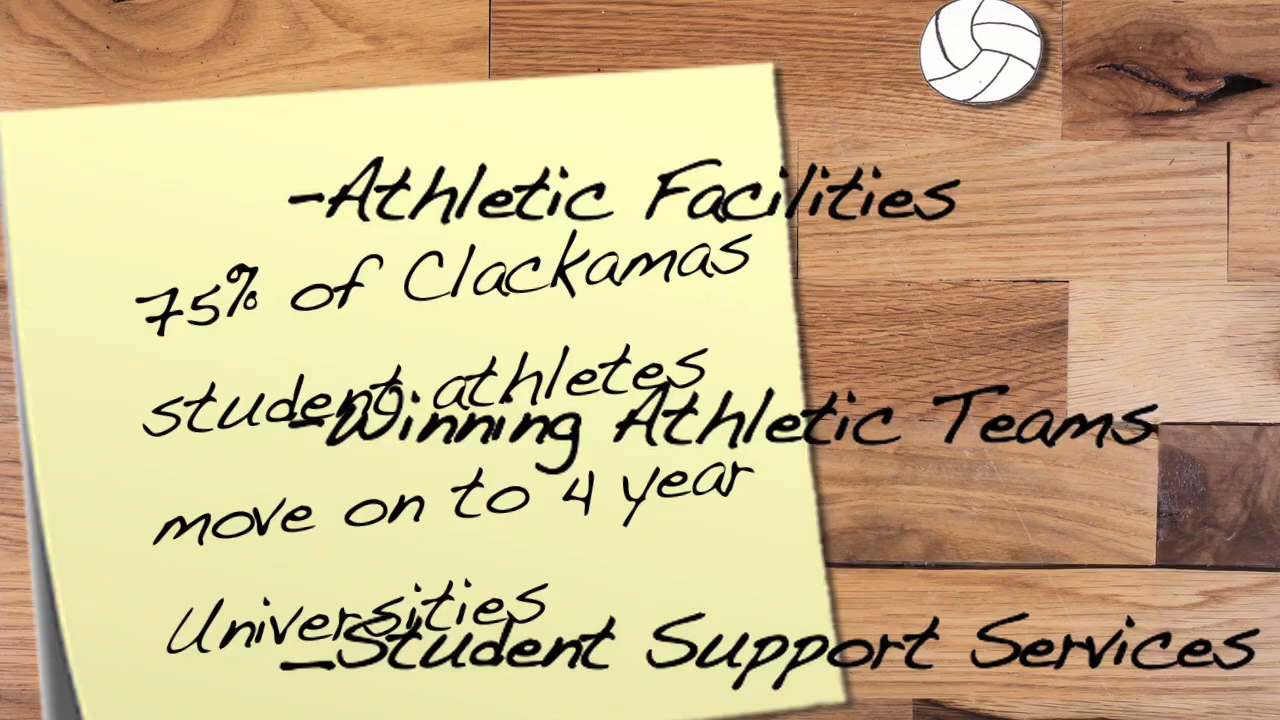 -Athletic Facilities
75% of Clackamas
student athletes
-Winning Athletic Teams
move on to 4 year
Universities
-Student Support Services